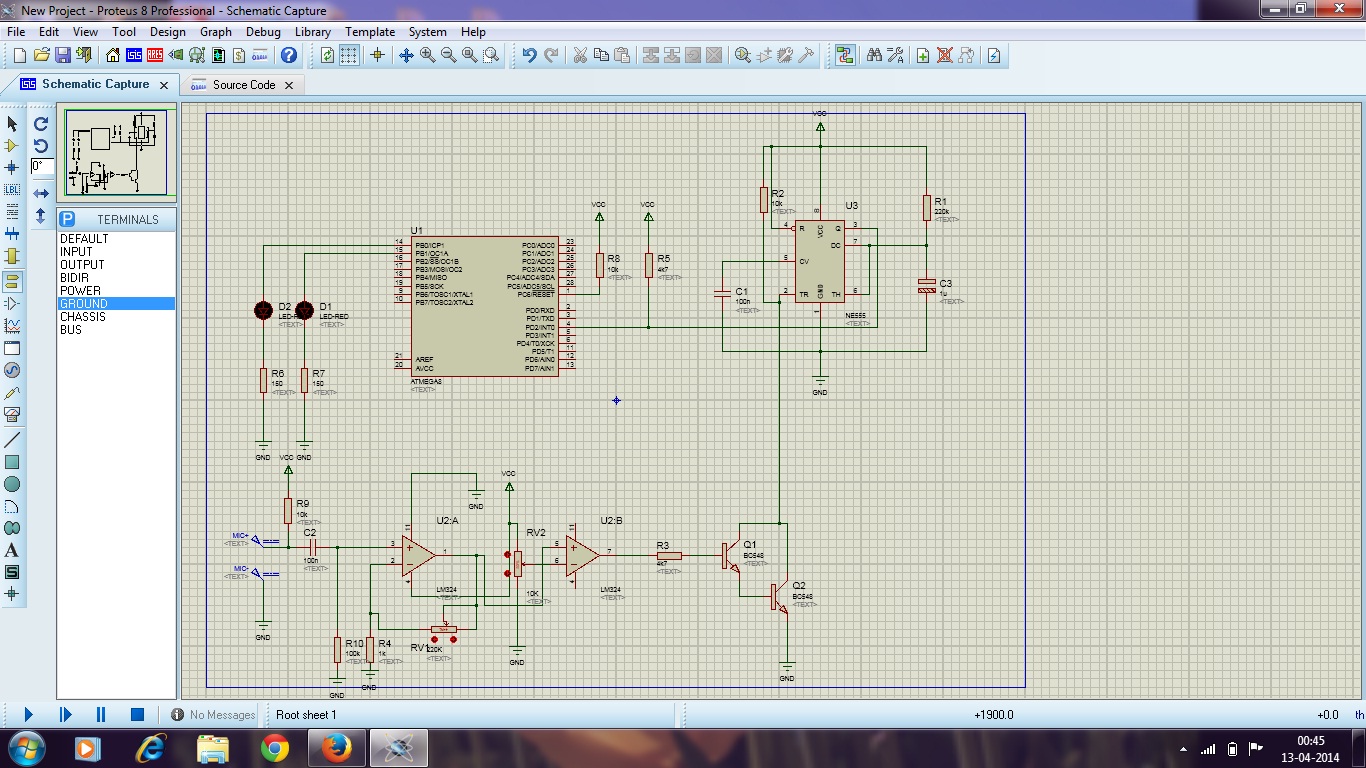 New Project - Proteus 8 Professional - Schematic Capture
File Edit View Tool Design Graph Debug Library Template System Help
Schematic Capture
Source Code
0°
TERMINALS
DEFAULT
INPUT
OUTPUT
BIDIR
POWER
GROUND
CHASSIS
BUS
VCC
R2
10k
<TEXT>
U3
R1
220k
<TEXT>
4 R
VCC
8
Q 3
DC 7
5 CV
2 TR
GND
1
TH 6
NE555
<TEXT>
C1
100n
<TEXT>
C3
1u
<TEXT>
GND
VCC
VCC
R8
10k
<TEXT>
R5
4k7
<TEXT>
U1
14 PB0/ICP1
15 PB1/OC1A
16 PB2/SS/OC1B
17 PB3/MOSI/OC2
18 PB4/MISO
19 PB5/SCK
9 PB6/TOSC1/XTAL1
10 PB7/TOSC2/XTAL2
21 AREF
20 AVCC
PC0/ADC0 23
PC1/ADC1 24
PC2/ADC2 25
PC3/ADC3 26
PC4/ADC4/SDA 27
PC5/ADC5/SCL 28
PC6/RESET 1
PD0/RXD 2
PD1/TXD 3
PD2/INT0 4
PD3/INT1 5
PD4/T0/XCK 6
PD5/T1 11
PD6/AIN0 12
PD7/AIN1 13
ATMEGA8
<TEXT>
D2
LED-RED
<TEXT>
D1
LED-RED
<TEXT>
R6
150
<TEXT>
R7
150
<TEXT>
GND
GND
VCC
R9
10k
<TEXT>
MIC+
<TEXT>
MIC-
<TEXT>
GND
C2
100n
<TEXT>
R10
100k
<TEXT>
GND
R4
1k
<TEXT>
GND
U2:A
3
2
1
11
4
LM324
<TEXT>
GND
VCC
RV2
10K
<TEXT>
GND
RV1
220K
<TEXT>
U2:B
5
6
7
11
4
LM324
<TEXT>
R3
4k7
<TEXT>
Q1
BC548
<TEXT>
Q2
BC548
<TEXT>
GND
No Messages
Root sheet 1
+1900.0
+0.0
th
00:45
13-04-2014